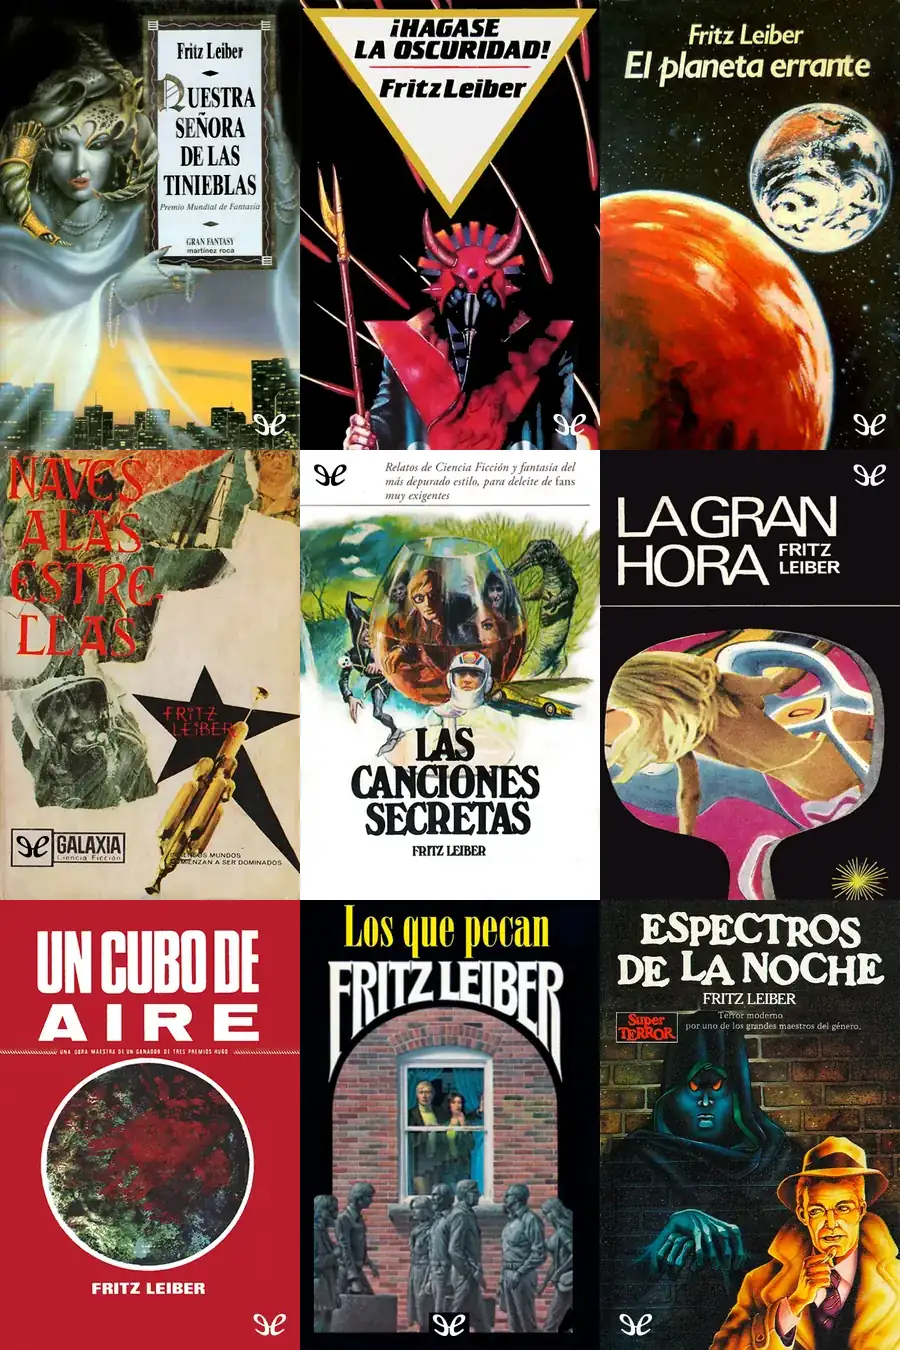 Fritz Leiber
NUESTRA
SEÑORA
DE LAS
TINIEBLAS
Premio Mundial de Fantasía
GRAN FANTASY
martínez roca
¡HAGASE
LA OSCURIDAD!
Fritz Leiber
Fritz Leiber
El planeta errante
NAVES
A LAS
ESTRE-
LLAS
FRITZ
LEIBER
GALAXIA
Ciencia Ficción
MUNDOS
COMIENZAN A SER DOMINADOS
Relatos de Ciencia Ficción y fantasía del
más depurado estilo, para deleite de fans
muy exigentes
LAS
CANCIONES
SECRETAS
FRITZ LEIBER
LA GRAN
HORA
FRITZ
LEIBER
UN CUBO DE
AIRE
UNA OBRA MAESTRA DE UN GANADOR DE TRES PREMIOS HUGO
FRITZ LEIBER
Los que pecan
FRITZ LEIBER
ESPECTROS
DE LA NOCHE
FRITZ LEIBER
Super
TERROR
Terror moderno
por uno de los grandes maestros del género.